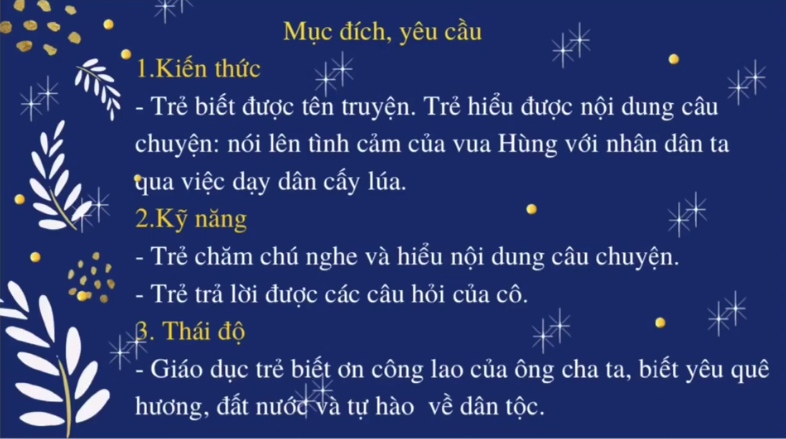 Mục đích, yêu cầu
1.Kiến thức
- Trẻ biết được tên truyện. Trẻ hiểu được nội dung câu
chuyện: nói lên tình cảm của vua Hùng với nhân dân ta
qua việc dạy dân cấy lúa.
2.Kỹ năng
- Trẻ chăm chú nghe và hiểu nội dung câu chuyện.
- Trẻ trả lời được các câu hỏi của cô.
3. Thái độ
- Giáo dục trẻ biết ơn công lao của ông cha ta, biết yêu quê
hương, đất nước và tự hào  về dân tộc.